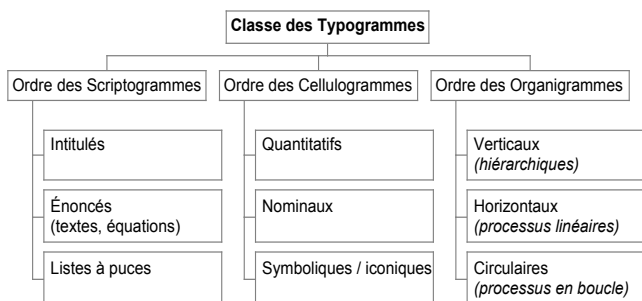 Classe des Typogrammes
Ordre des Scriptogrammes
Ordre des Cellulogrammes
Ordre des Organigrammes
Intitulés
Quantitatifs
Verticaux
(hiérarchiques)
Énoncés
(textes, équations)
Nominaux
Horizontaux
(processus linéaires)
Listes à puces
Symboliques / iconiques
Circulaires
(processus en boucle)